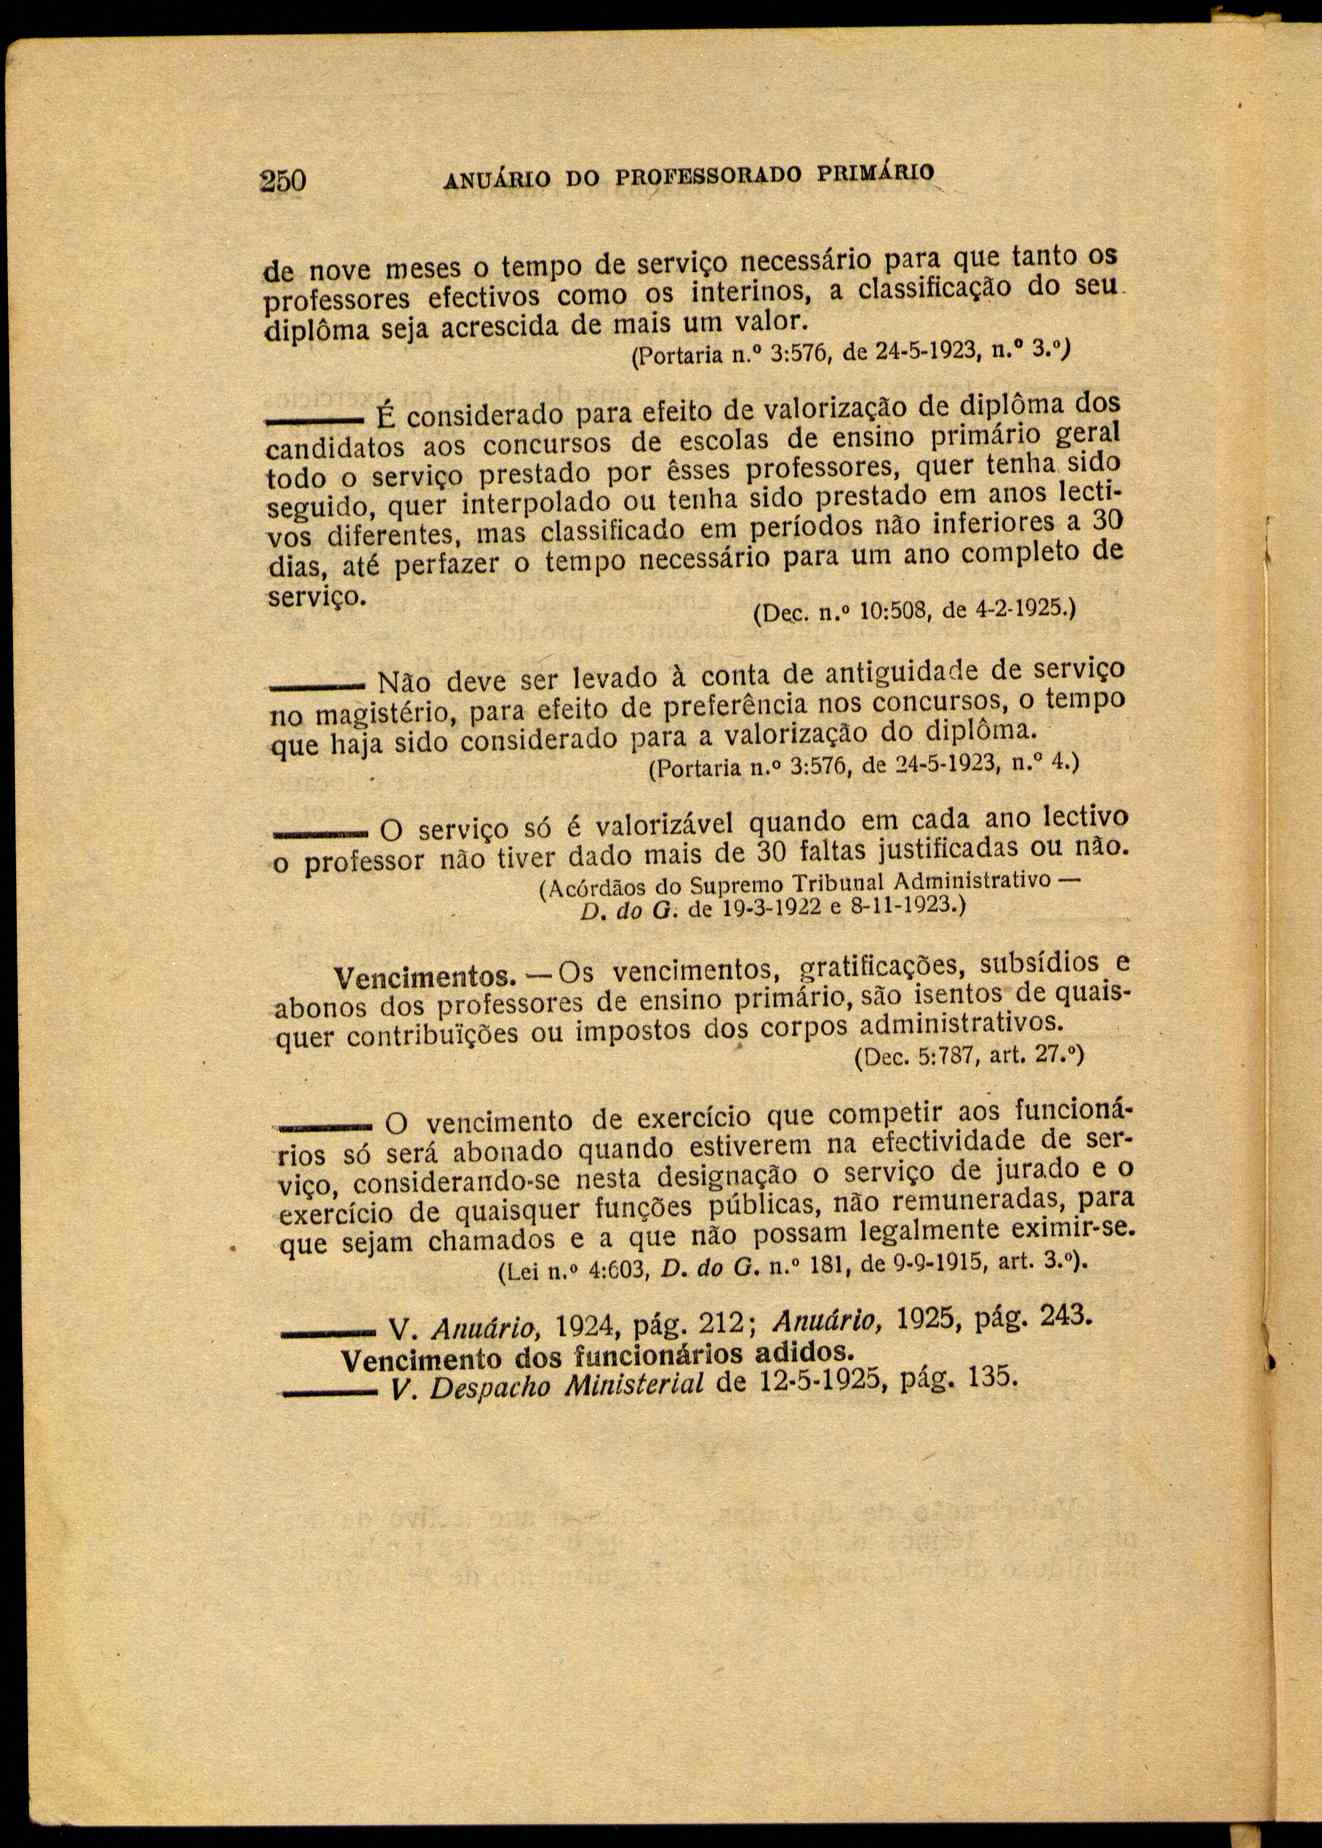 250 ANUÁRIO DO PROFESSORADO PRIMÁRIO
de nove meses o tempo de serviço necessário para que tanto os
professores efectivos como os interinos, a classificação do seu
diplôma seja acrescida de mais um valor.
(Portaria n.º 3:576, de 24-5-1923, n.º 3.º)
——— É considerado para efeito de valorização de diplôma dos
candidatos aos concursos de escolas de ensino primário geral
todo o serviço prestado por êsses professores, quer tenha sido
seguido, quer interpolado ou tenha sido prestado em anos lecti-
vos diferentes, mas classificado em períodos não inferiores a 30
dias, até perfazer o tempo necessário para um ano completo de
serviço.
(Dec. n.º 10:508, de 4-2-1925.)
——— Não deve ser levado à conta de antiguidade de serviço
no magistério, para efeito de preferência nos concursos, o tempo
que haja sido considerado para a valorização do diplôma.
(Portaria n.º 3:576, de 24-5-1923, n.º 4.)
——— O serviço só é valorizável quando em cada ano lectivo
o professor não tiver dado mais de 30 faltas justificadas ou não.
(Acórdãos do Supremo Tribunal Administrativo —
D. do G. de 19-3-1922 e 8-11-1923.)
Vencimentos. — Os vencimentos, gratificações, subsídios e
abonos dos professores de ensino primário, são isentos de quais-
quer contribuïções ou impostos dos corpos administrativos.
(Dec. 5:787, art. 27.º)
——— O vencimento de exercício que competir aos funcioná-
rios só será abonado quando estiverem na efectividade de ser-
viço, considerando-se nesta designação o serviço de jurado e o
exercício de quaisquer funções públicas, não remuneradas, para
que sejam chamados e a que não possam legalmente eximir-se.
(Lei n.º 4:603, D. do G. n.º 181, de 9-9-1915, art. 3.º).
——— V. Anuário, 1924, pág. 212; Anuário, 1925, pág. 243.
Vencimento dos funcionários adidos.
——— V. Despacho Ministerial de 12-5-1925, pág. 135.